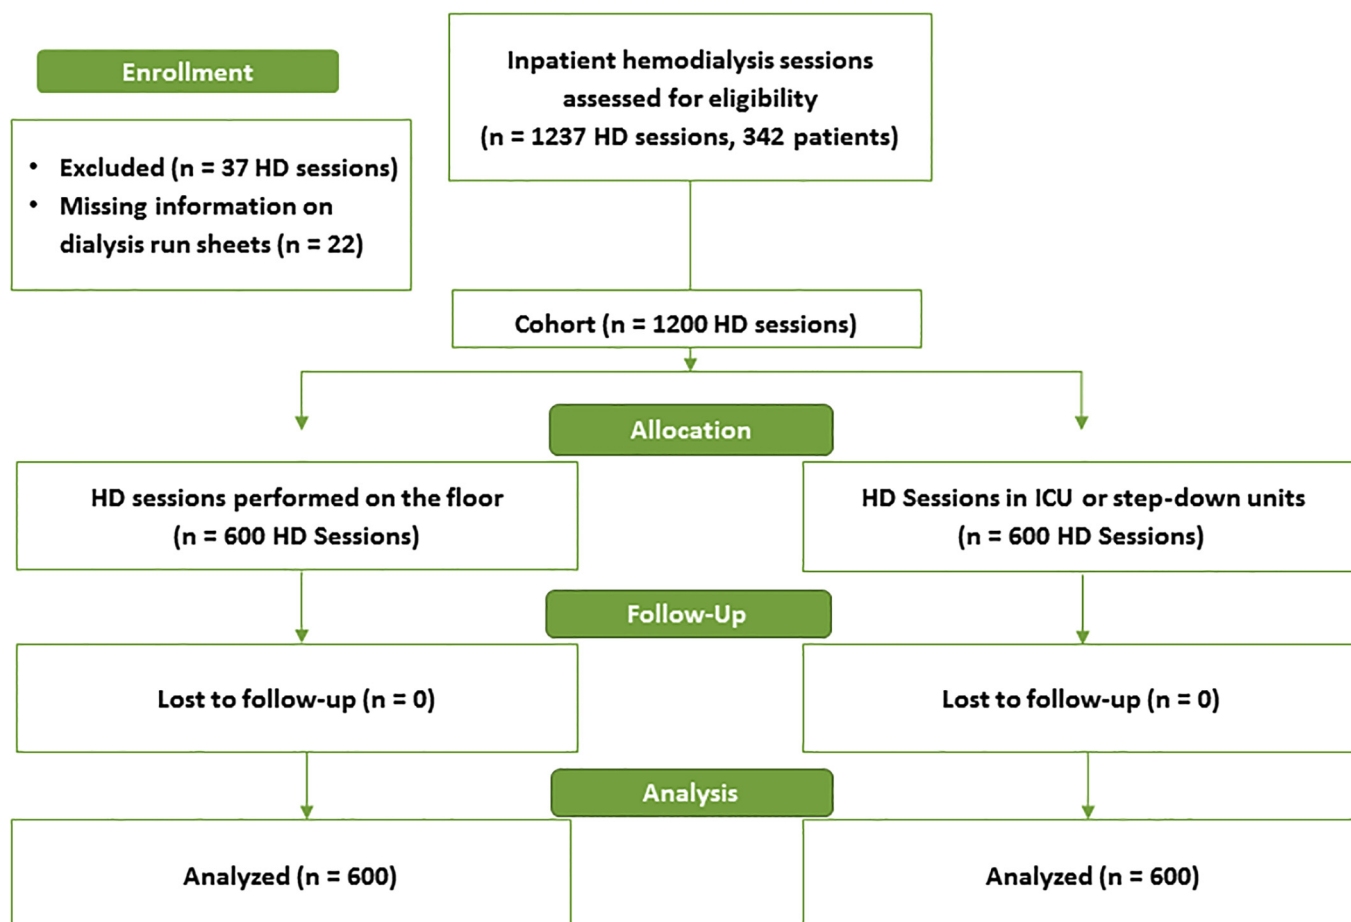 Enrollment
Inpatient hemodialysis sessions
assessed for eligibility
(n = 1237 HD sessions, 342 patients)
• Excluded (n = 37 HD sessions)
• Missing information on
dialysis run sheets (n = 22)
Cohort (n = 1200 HD sessions)
Allocation
HD sessions performed on the floor
(n = 600 HD Sessions)
HD Sessions in ICU or step-down units
(n = 600 HD Sessions)
Follow-Up
Lost to follow-up (n = 0)
Lost to follow-up (n = 0)
Analysis
Analyzed (n = 600)
Analyzed (n = 600)